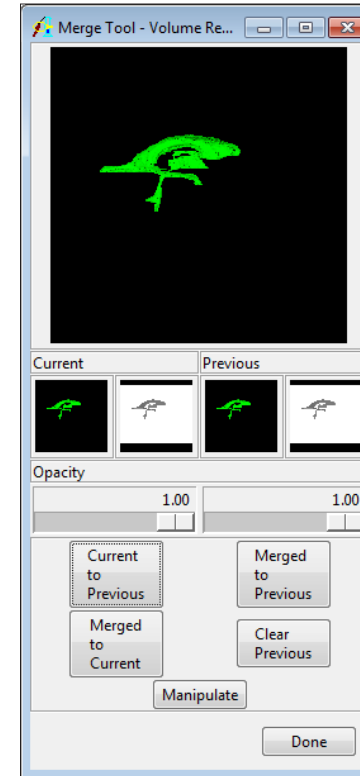 Merge Tool - Volume Re...
Current Previous
Opacity
1.00 1.00
Current
to
Previous
Merged
to
Previous
Merged
to
Current
Clear
Previous
Manipulate
Done